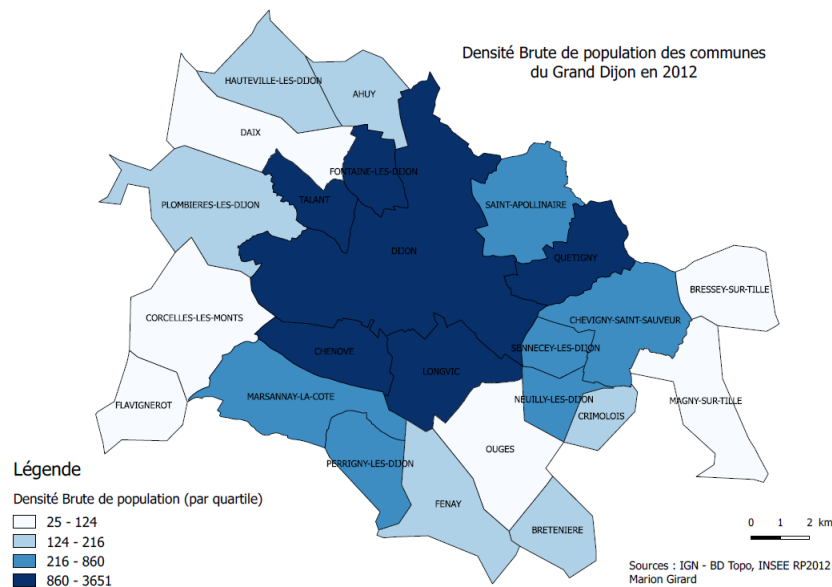 Densité Brute de population des communes
du Grand Dijon en 2012
HAUTEVILLE-LES-DIJON
AHUY
DAIX
FONTAINE-LES-DIJON
TALANT
SAINT-APOLLINAIRE
PLOMBIERES-LES-DIJON
DIJON
QUETIGNY
BRESSEY-SUR-TILLE
CORCELLES-LES-MONTS
CHEVIGNY-SAINT-SAUVEUR
SENNECEY-LES-DIJON
CHENOVE
LONGVIC
MARSANNAY-LA-COTE
NEUILLY-LES-DIJON
MAGNY-SUR-TILLE
FLAVIGNEROT
CRIMOLOIS
OUGES
PERRIGNY-LES-DIJON
FENAY
BRETENIERE
Légende
Densité Brute de population (par quartile)
25 - 124
124 - 216
216 - 860
860 - 3651
0 1 2 km
Sources : IGN - BD Topo, INSEE RP2012
Marion Girard